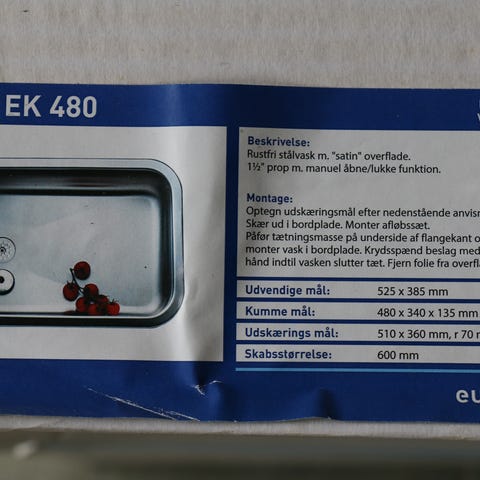 EK 480
Beskrivelse:
Rustfri stålvask m. "satin" overflade.
1½" prop m. manuel åbne/lukke funktion.
Montage:
Optegn udskæringsmål efter nedenstående
Skær ud i bordplade. Monter afløbssæt.
Påfør tætningsmasse på underside af flangekant
monter vask i bordplade. Krydsspænd beslag med
hånd indtil vasken slutter tæt. Fjern folie fra
Udvendige mål: 525 x 385 mm
Kumme mål: 480 x 340 x 135 mm
Udskærings mål: 510 x 360 mm, r 70
Skabsstørrelse: 600 mm